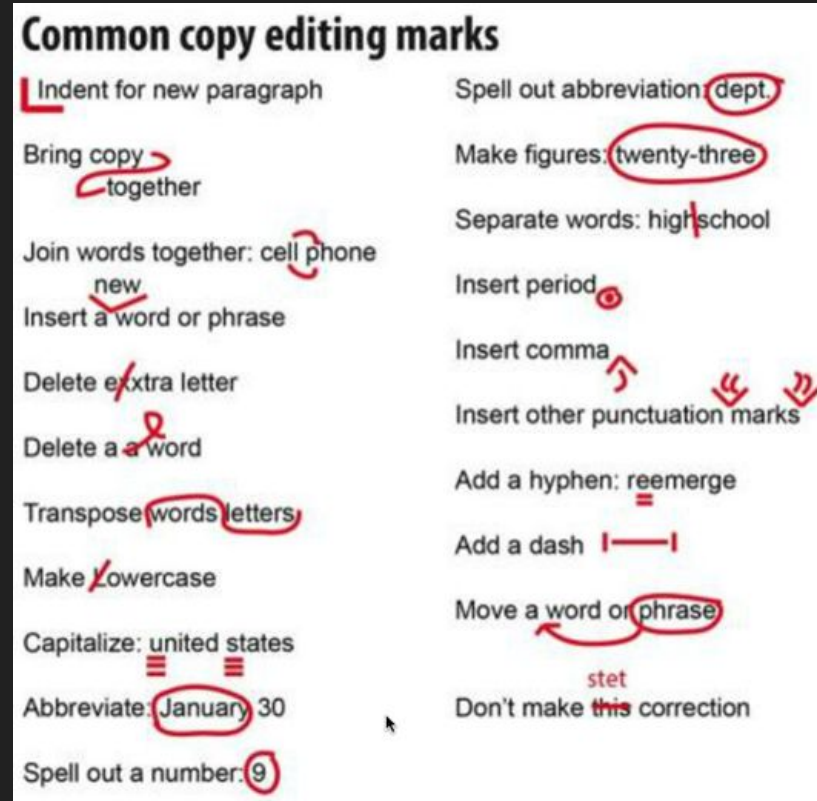 Common copy editing marks
Indent for new paragraph
Bring copy
together
Join words together: cell phone
new
Insert a word or phrase
Delete exxtra letter
Delete a a word
Transpose words letters
Make Lowercase
Capitalize: united states
Abbreviate: January 30
Spell out a number: 9
Spell out abbreviation: dept.
Make figures: twenty-three
Separate words: highschool
Insert period
Insert comma
Insert other punctuation marks
Add a hyphen: reemerge
Add a dash
Move a word or phrase
stet
Don't make this correction